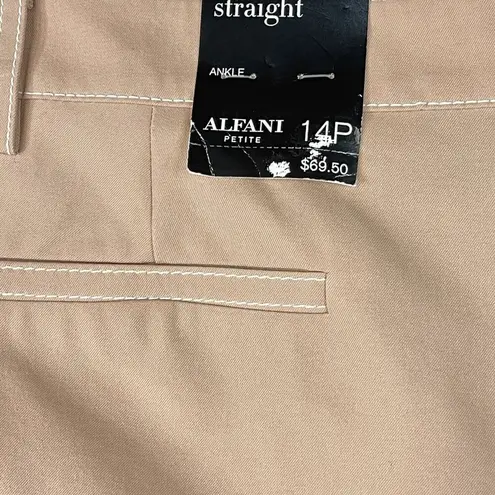 straight
ANKLE
ALFANI 14P
PETITE
$69.50